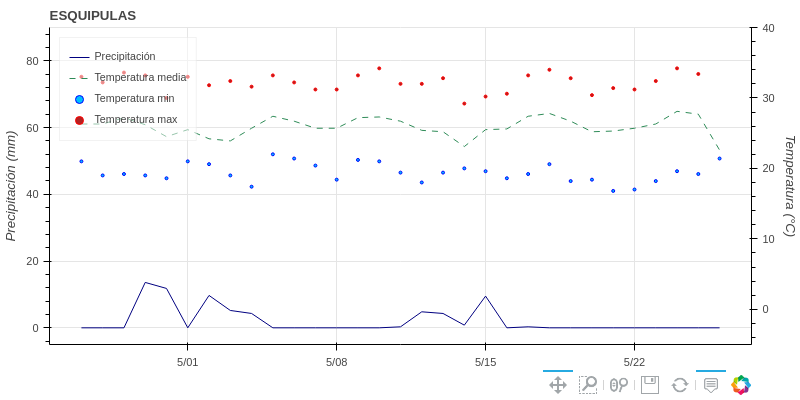 ESQUIPULAS
Precipitación
Temperatura media
Temperatura min
Temperatura max
Precipitación (mm)
80
60
40
20
0
40
30
20
10
0
Temperatura (°C)
5/01
5/08
5/15
5/22